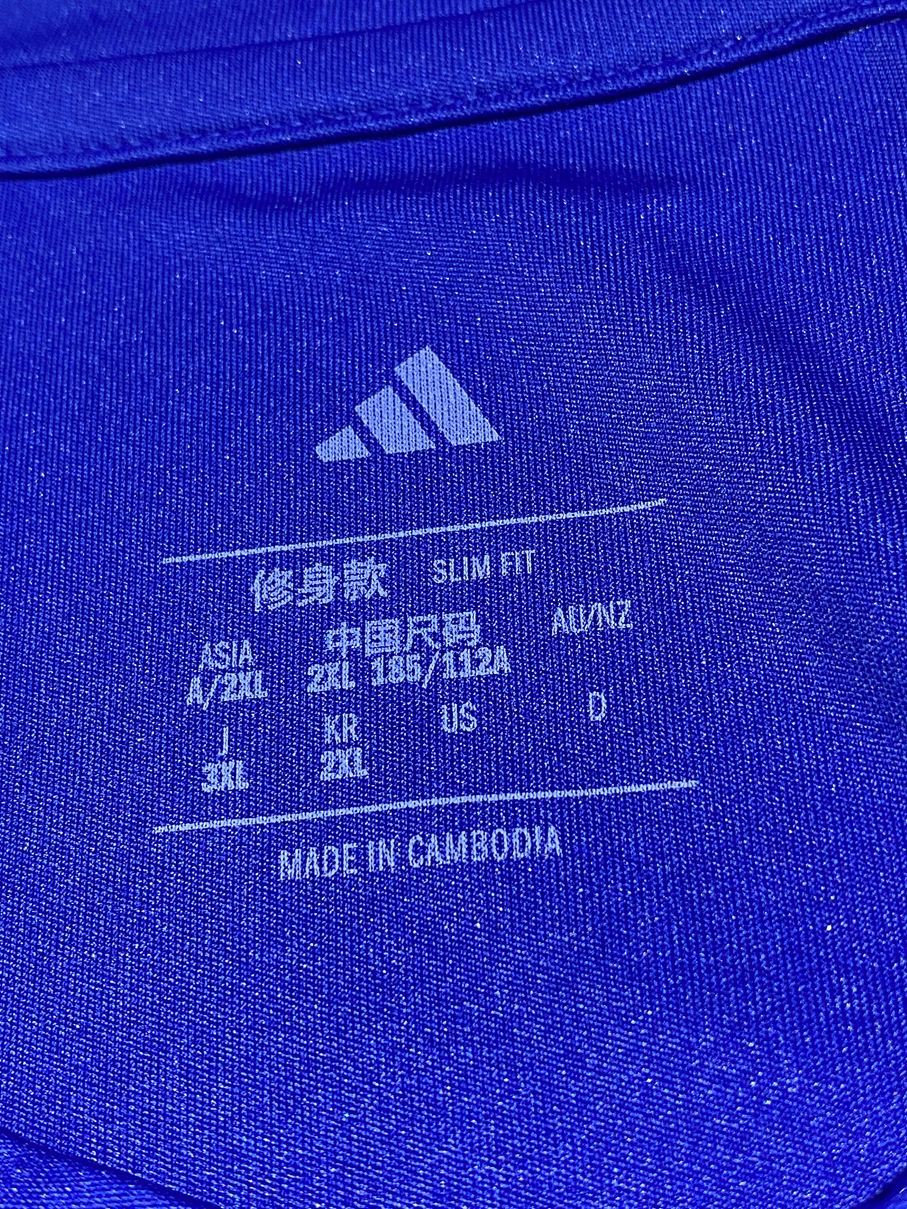 修身款 SLIM FIT
ASIA 中国尺码 AU/NZ
A/2XL 2XL 185/112A
J KR US D
3XL 2XL
MADE IN CAMBODIA